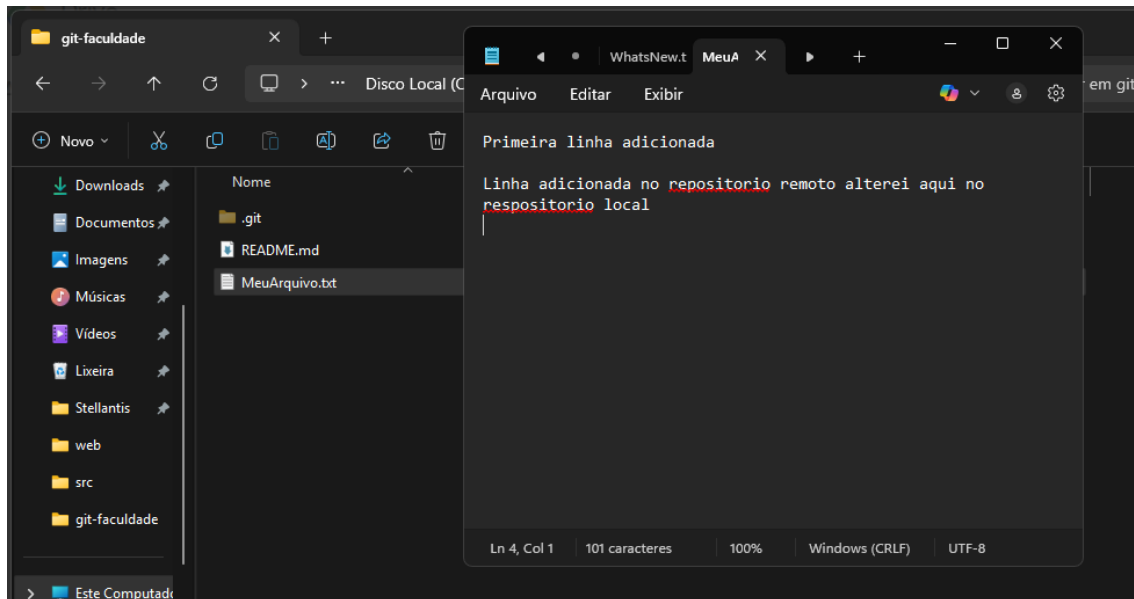 git-faculdade
Disco Local (C
Novo
Downloads
Documentos
Imagens
Músicas
Vídeos
Lixeira
Stellantis
web
src
git-faculdade
Este Computad
Nome
.git
README.md
MeuArquivo.txt
WhatsNew.t
MeuA
Arquivo
Editar
Exibir
em git
Primeira linha adicionada
Linha adicionada no repositorio remoto alterei aqui no
respositorio local
Ln 4, Col 1
101 caracteres
100%
Windows (CRLF)
UTF-8